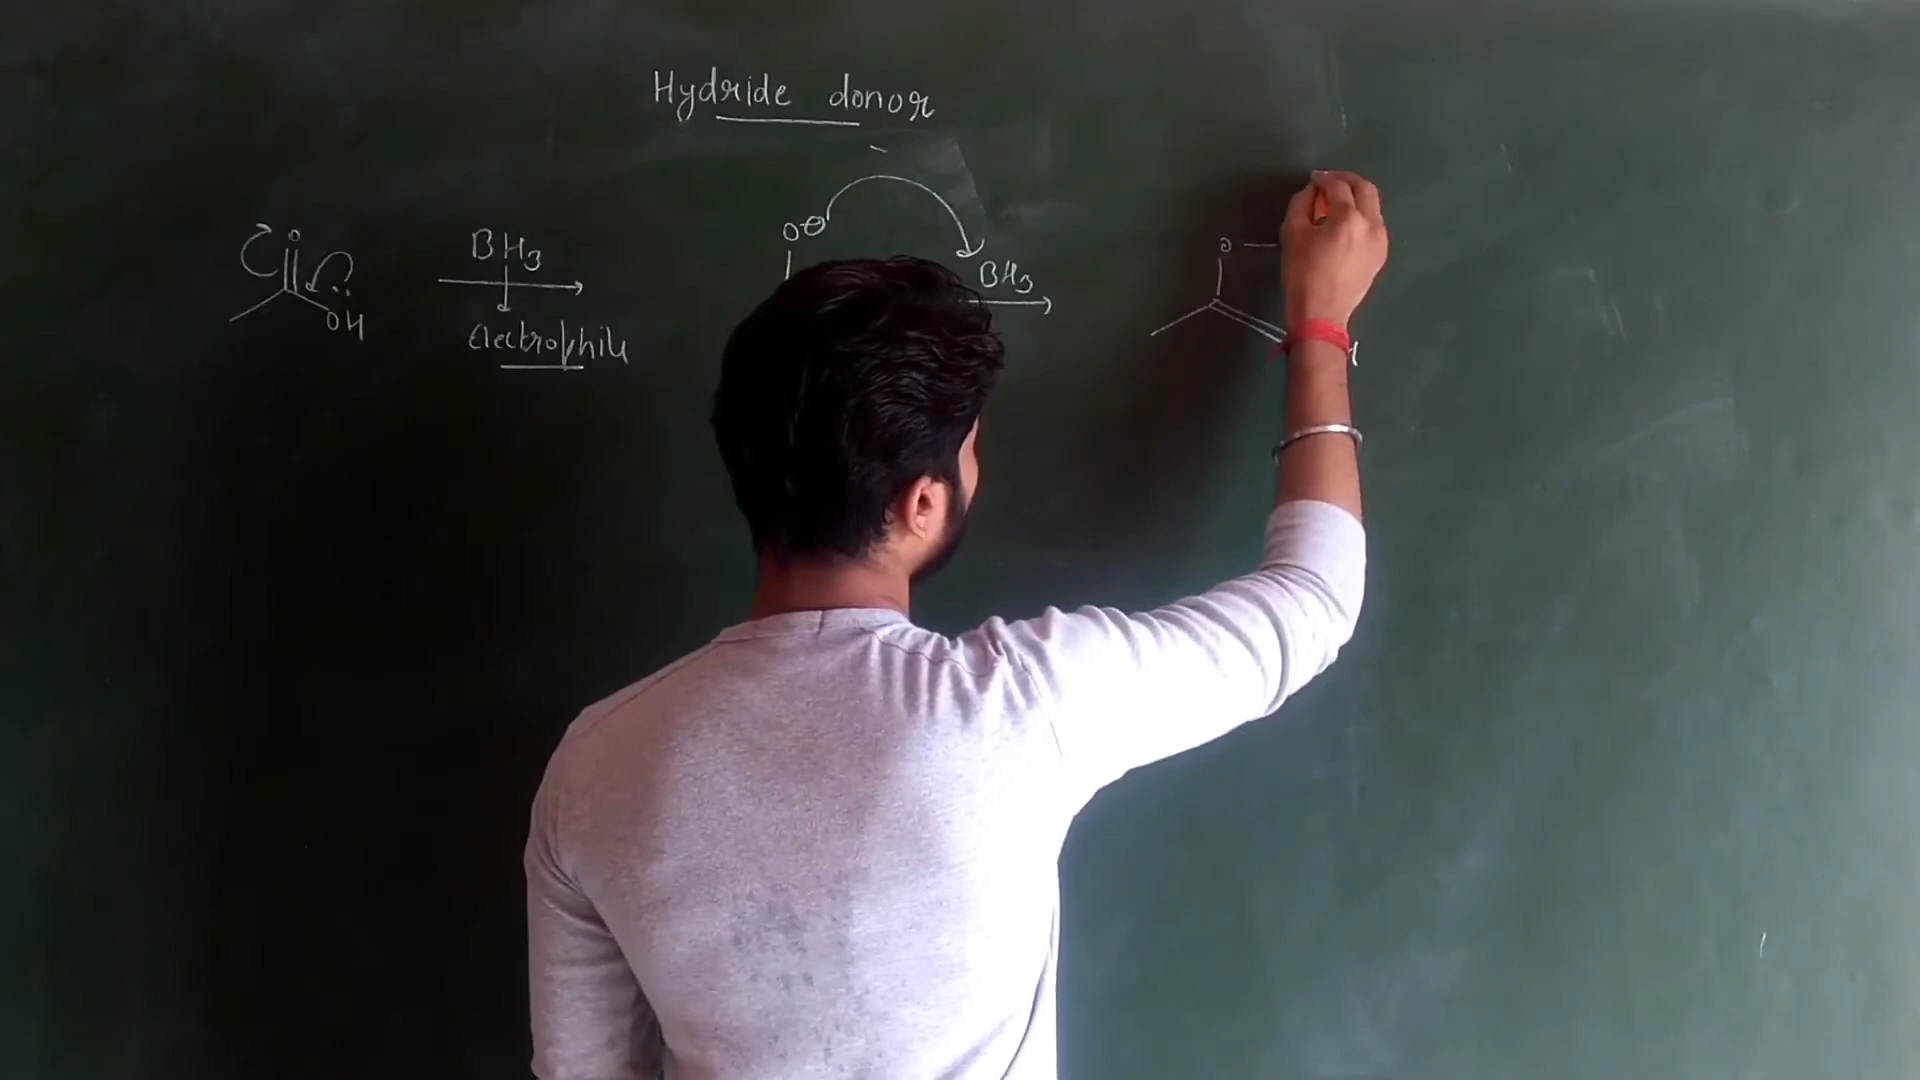 Hydride donor
O
OH
BH3
Electrophile
O⊖
BH3
O
H